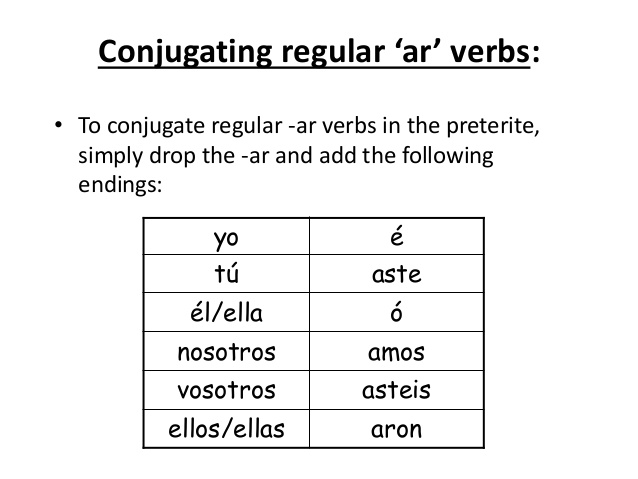 Conjugating regular ‘ar’ verbs:
• To conjugate regular -ar verbs in the preterite,
simply drop the -ar and add the following
endings:
yo é
tú aste
él/ella ó
nosotros amos
vosotros asteis
ellos/ellas aron